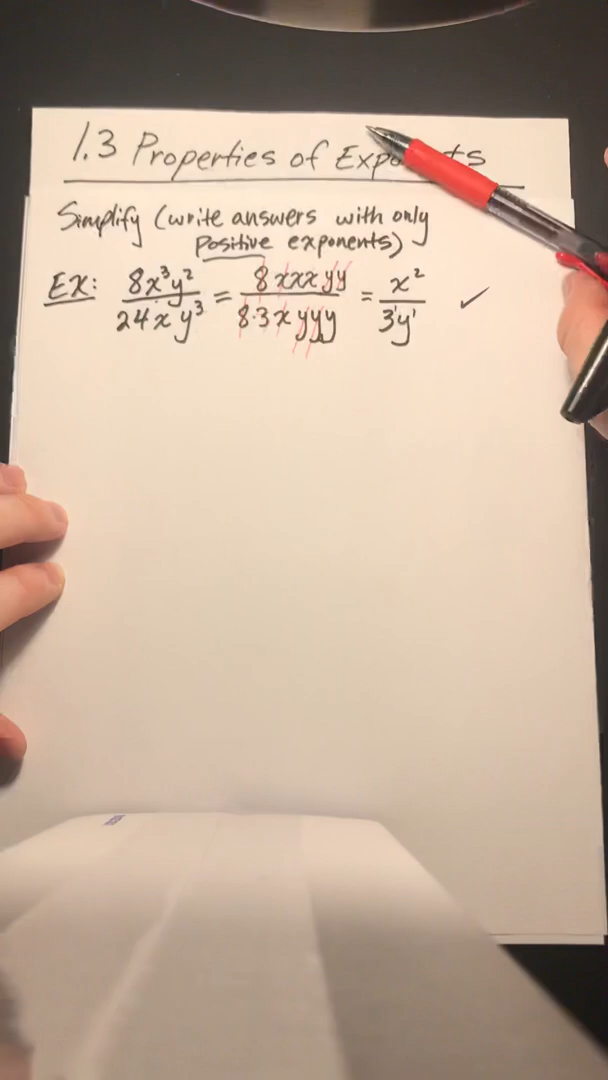 1.3 Properties of Expo ts
Simplify (write answers with only
positive exponents)
EX: 8x³y²/24xy³ = 8xxxyy/8·3xyyy = x²/3¹y¹ ✓